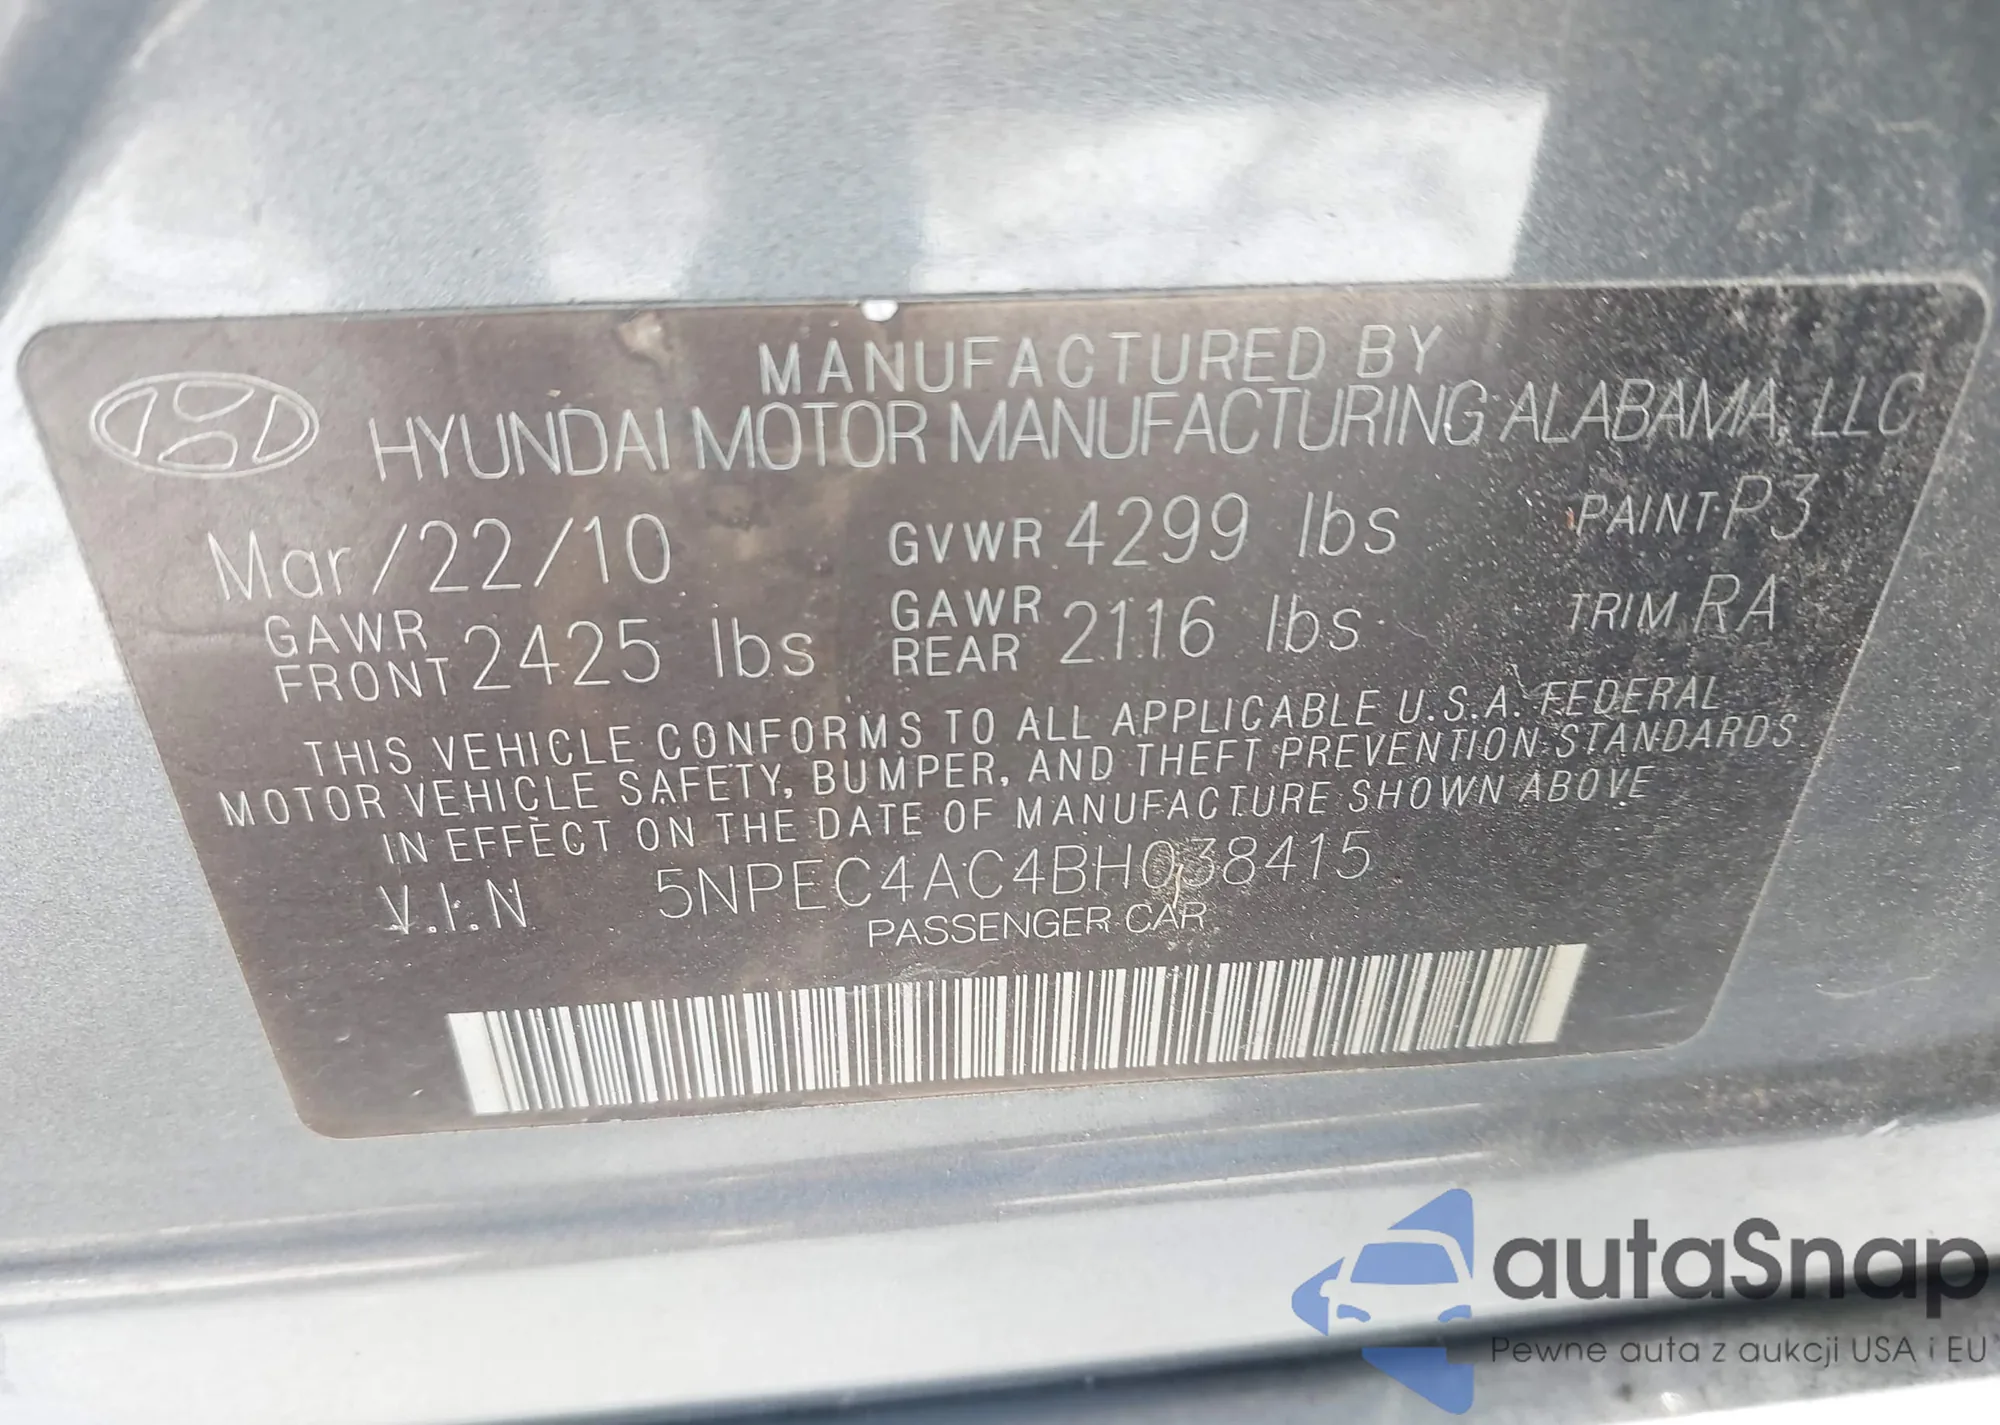 MANUFACTURED BY
HYUNDAI MOTOR MANUFACTURING ALABAMA, LLC
Mar/22/10 GVWR 4299 lbs PAINT P3
GAWR FRONT 2425 lbs GAWR REAR 2116 lbs TRIM RA
THIS VEHICLE CONFORMS TO ALL APPLICABLE U.S.A. FEDERAL
MOTOR VEHICLE SAFETY, BUMPER, AND THEFT PREVENTION STANDARDS
IN EFFECT ON THE DATE OF MANUFACTURE SHOWN ABOVE
V.I.N 5NPEC4AC4BH038415
PASSENGER CAR
autaSnap
Pewne auta z aukcji USA i EU